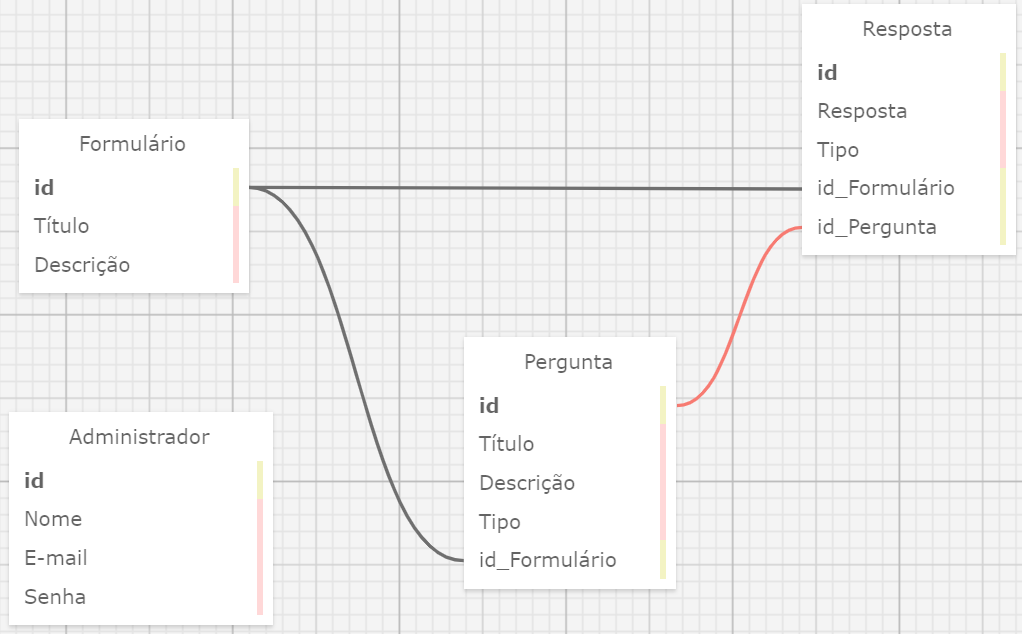 Formulário
id
Título
Descrição
Administrador
id
Nome
E-mail
Senha
Pergunta
id
Título
Descrição
Tipo
id_Formulário
Resposta
id
Resposta
Tipo
id_Formulário
id_Pergunta